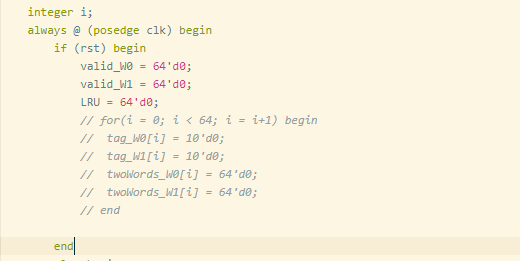 integer i;
always @ (posedge clk) begin
if (rst) begin
valid_W0 = 64'd0;
valid_W1 = 64'd0;
LRU = 64'd0;
// for(i = 0; i < 64; i = i+1) begin
//  tag_W0[i] = 10'd0;
//  tag_W1[i] = 10'd0;
//  twoWords_W0[i] = 64'd0;
//  twoWords_W1[i] = 64'd0;
// end
end